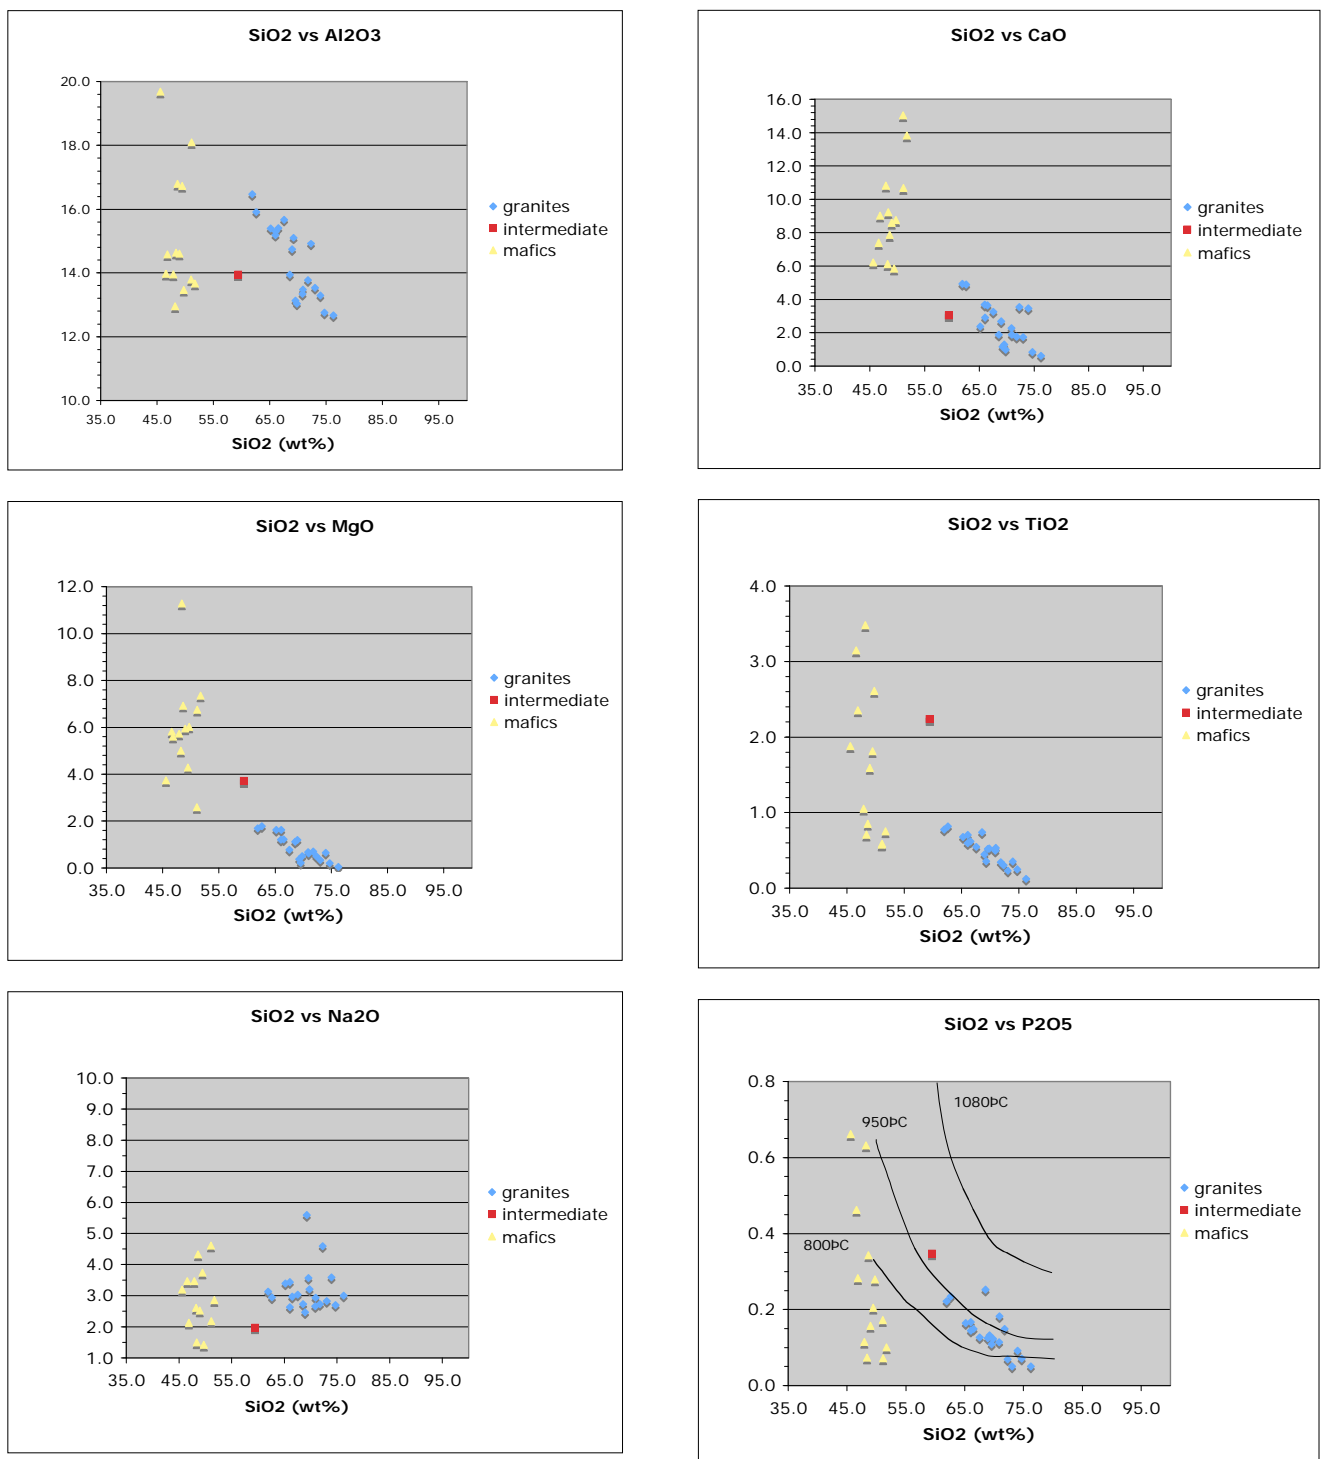 SiO2 vs Al2O3
20.0
18.0
16.0
14.0
12.0
10.0
35.0 45.0 55.0 65.0 75.0 85.0 95.0
SiO2 (wt%)
granites
intermediate
mafics
SiO2 vs CaO
16.0
14.0
12.0
10.0
8.0
6.0
4.0
2.0
0.0
35.0 45.0 55.0 65.0 75.0 85.0 95.0
SiO2 (wt%)
granites
intermediate
mafics
SiO2 vs MgO
12.0
10.0
8.0
6.0
4.0
2.0
0.0
35.0 45.0 55.0 65.0 75.0 85.0 95.0
SiO2 (wt%)
granites
intermediate
mafics
SiO2 vs TiO2
4.0
3.0
2.0
1.0
0.0
35.0 45.0 55.0 65.0 75.0 85.0 95.0
SiO2 (wt%)
granites
intermediate
mafics
SiO2 vs Na2O
10.0
9.0
8.0
7.0
6.0
5.0
4.0
3.0
2.0
1.0
35.0 45.0 55.0 65.0 75.0 85.0 95.0
SiO2 (wt%)
granites
intermediate
mafics
SiO2 vs P2O5
0.8
0.6
0.4
0.2
0.0
1080ÞC
950ÞC
800ÞC
35.0 45.0 55.0 65.0 75.0 85.0 95.0
SiO2 (wt%)
granites
intermediate
mafics